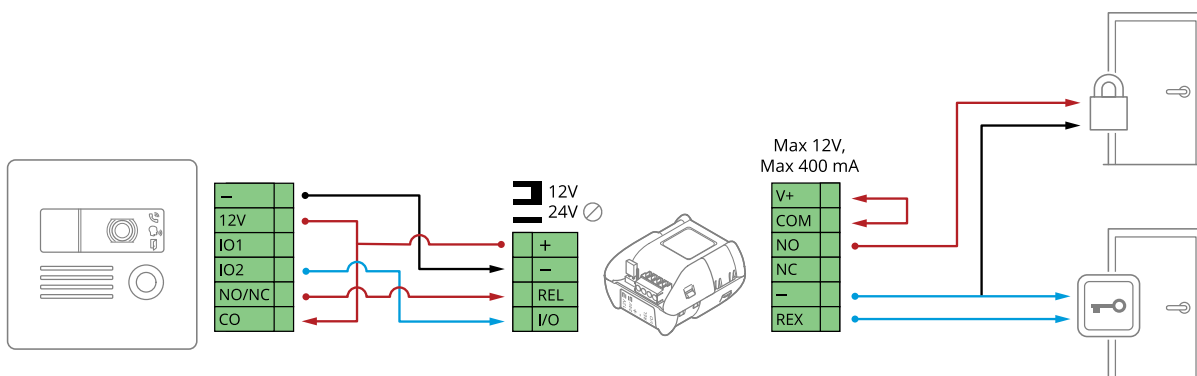 –
12V
IO1
IO2
NO/NC
CO
12V
24V
+
–
REL
I/O
Max 12V,
Max 400 mA
V+
COM
NO
NC
–
REX